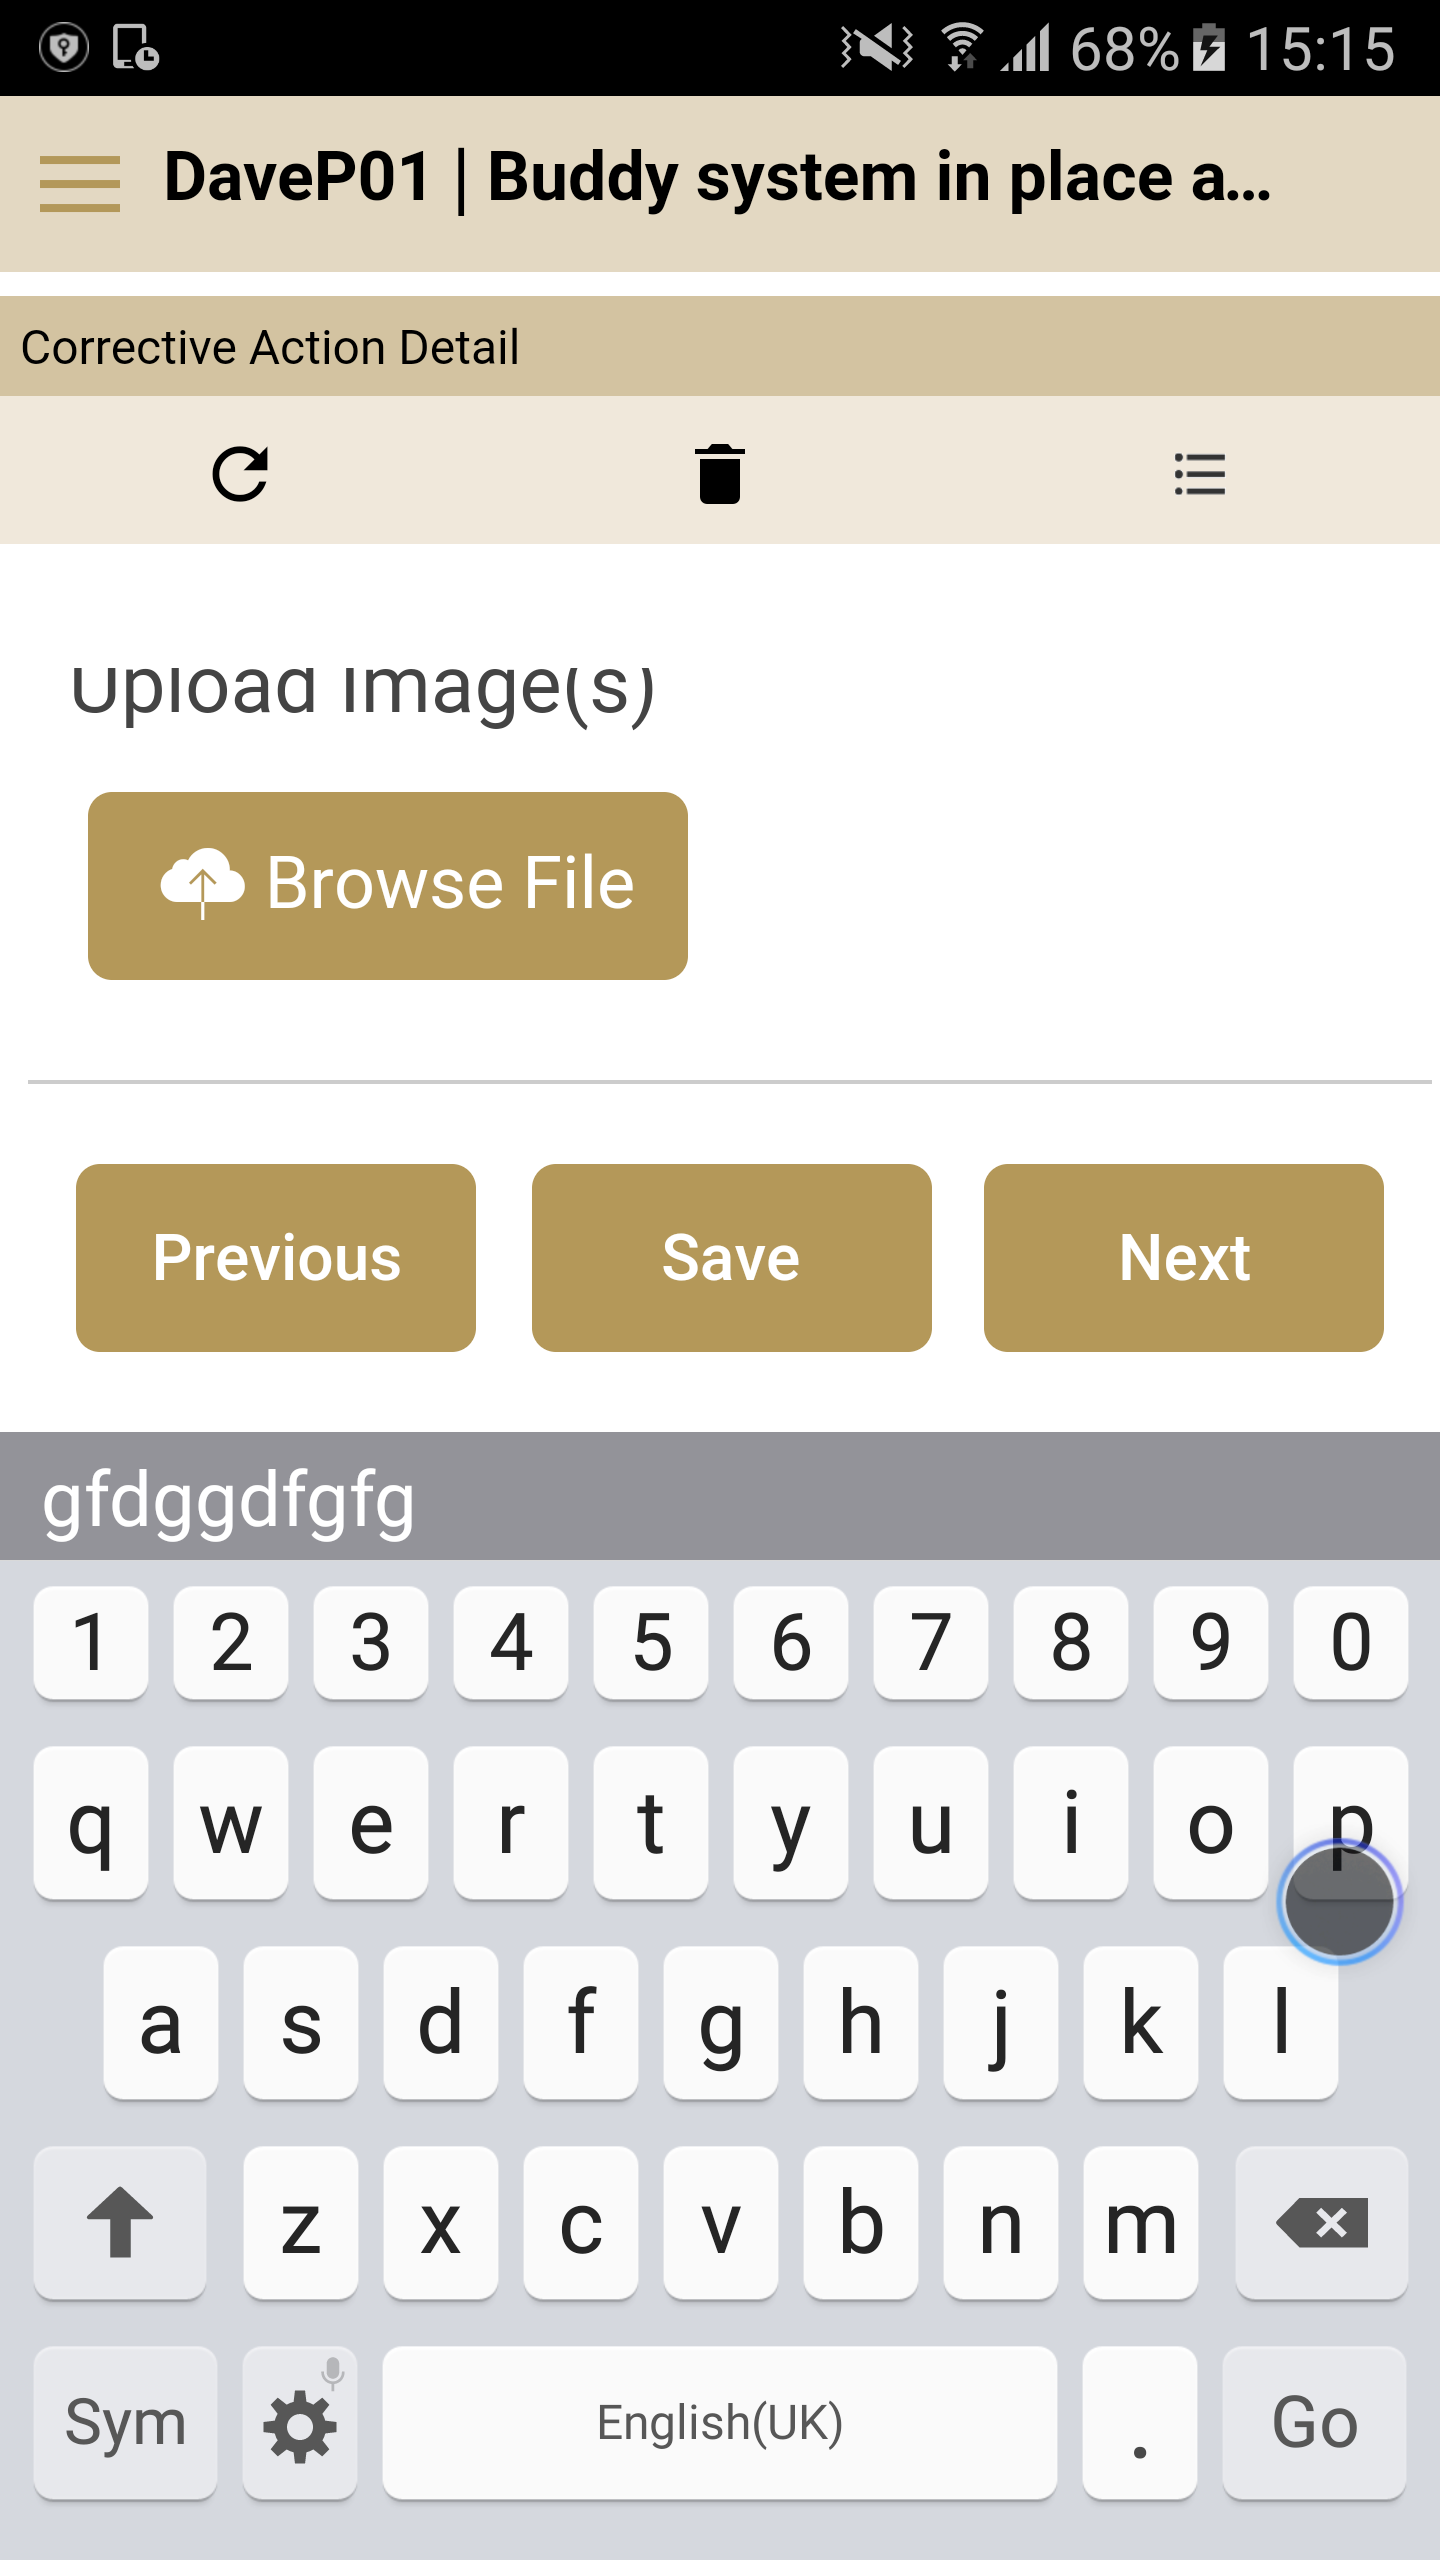 68% 15:15
DaveP01 | Buddy system in place a...
Corrective Action Detail
Upload Image(s)
Browse File
Previous Save Next
gfdggdfgfg
1 2 3 4 5 6 7 8 9 0
q w e r t y u i o p
a s d f g h j k l
z x c v b n m
Sym English(UK) . Go